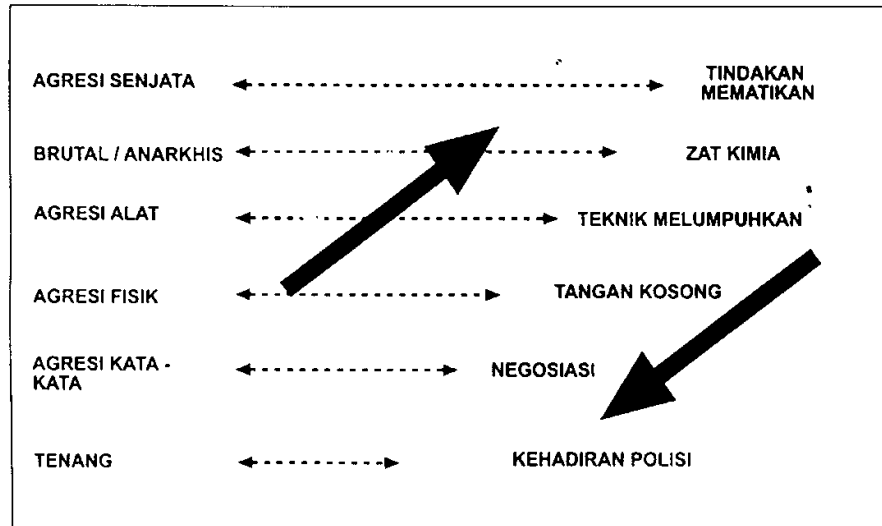 AGRESI SENJATA
TINDAKAN
MEMATIKAN
BRUTAL / ANARKHIS
ZAT KIMIA
AGRESI ALAT
TEKNIK MELUMPUHKAN
AGRESI FISIK
TANGAN KOSONG
AGRESI KATA -
KATA
NEGOSIASI
TENANG
KEHADIRAN POLISI